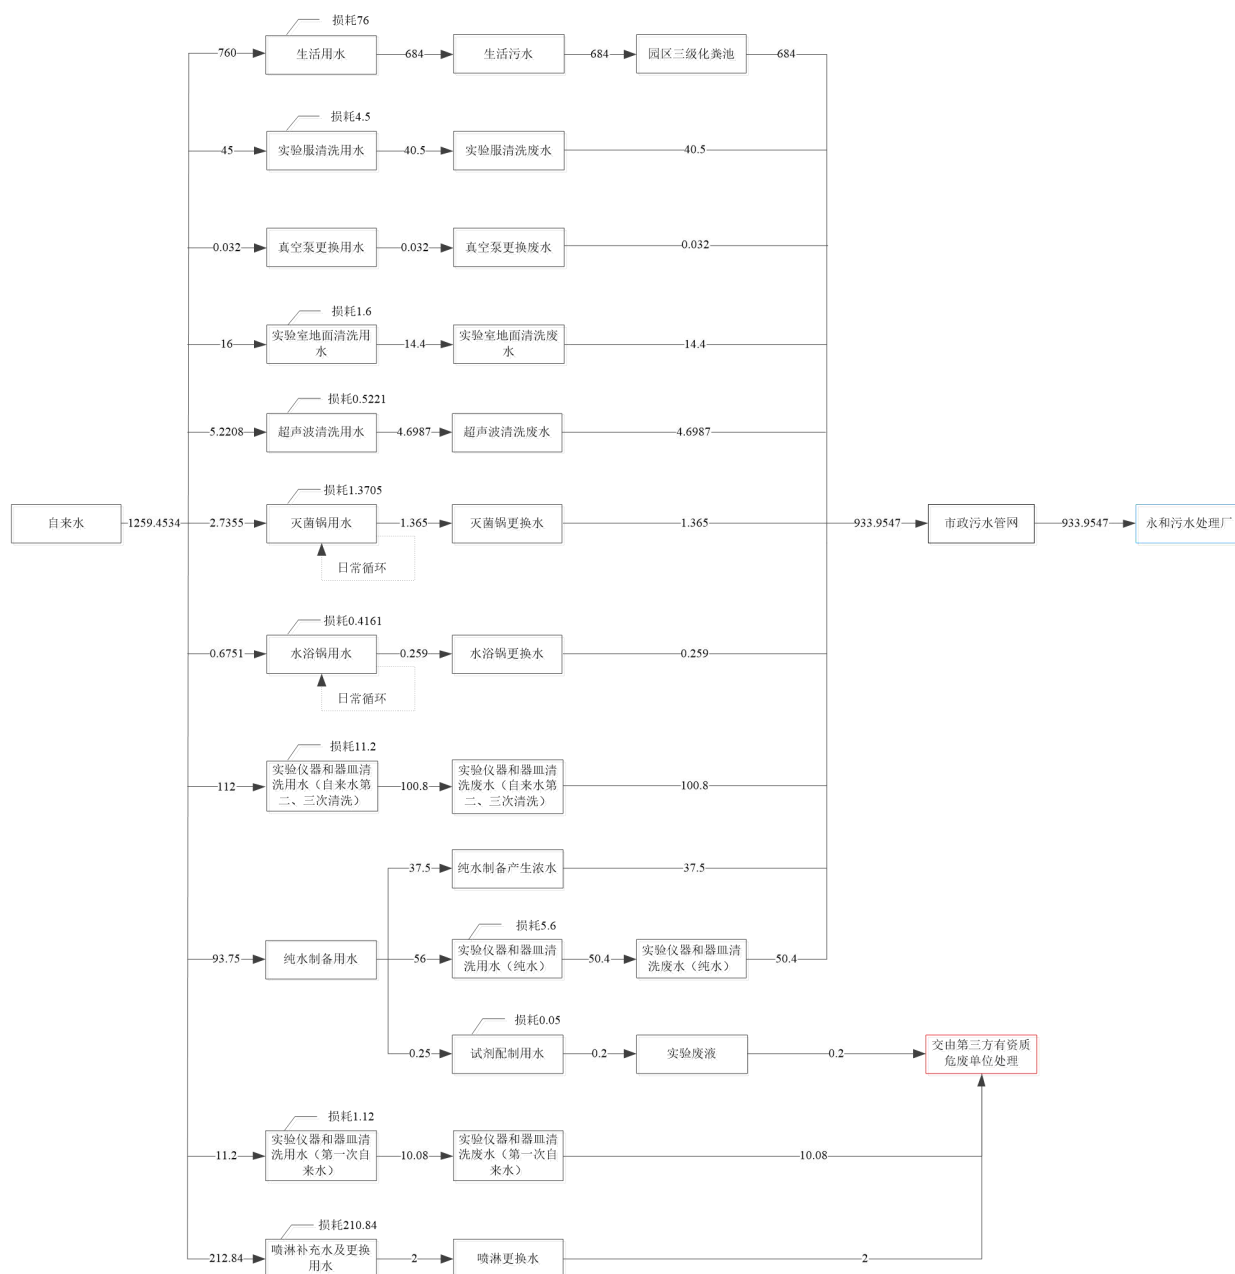 损耗76
760
生活用水
684
生活污水
684
园区三级化粪池
684
损耗4.5
45
实验服清洗用水
40.5
实验服清洗废水
40.5
0.032
真空泵更换用水
0.032
真空泵更换废水
0.032
损耗1.6
16
实验室地面清洗用
水
14.4
实验室地面清洗废
水
14.4
损耗0.5221
5.2208
超声波清洗用水
4.6987
超声波清洗废水
4.6987
自来水
1259.4534
损耗1.3705
2.7355
灭菌锅用水
1.365
灭菌锅更换水
1.365
日常循环
933.9547
市政污水管网
933.9547
永和污水处理厂
损耗0.4161
0.6751
水浴锅用水
0.259
水浴锅更换水
0.259
日常循环
损耗11.2
112
实验仪器和器皿清
洗用水（自来水第
二、三次清洗）
100.8
实验仪器和器皿清
洗废水（自来水第
二、三次清洗）
100.8
37.5
纯水制备产生浓水
37.5
93.75
纯水制备用水
损耗5.6
56
实验仪器和器皿清
洗用水（纯水）
50.4
实验仪器和器皿清
洗废水（纯水）
50.4
损耗0.05
0.25
试剂配制用水
0.2
实验废液
0.2
交由第三方有资质
危废单位处理
损耗1.12
11.2
实验仪器和器皿清
洗用水（第一次自
来水）
10.08
实验仪器和器皿清
洗废水（第一次自
来水）
10.08
损耗210.84
212.84
喷淋补充水及更换
用水
2
喷淋更换水
2